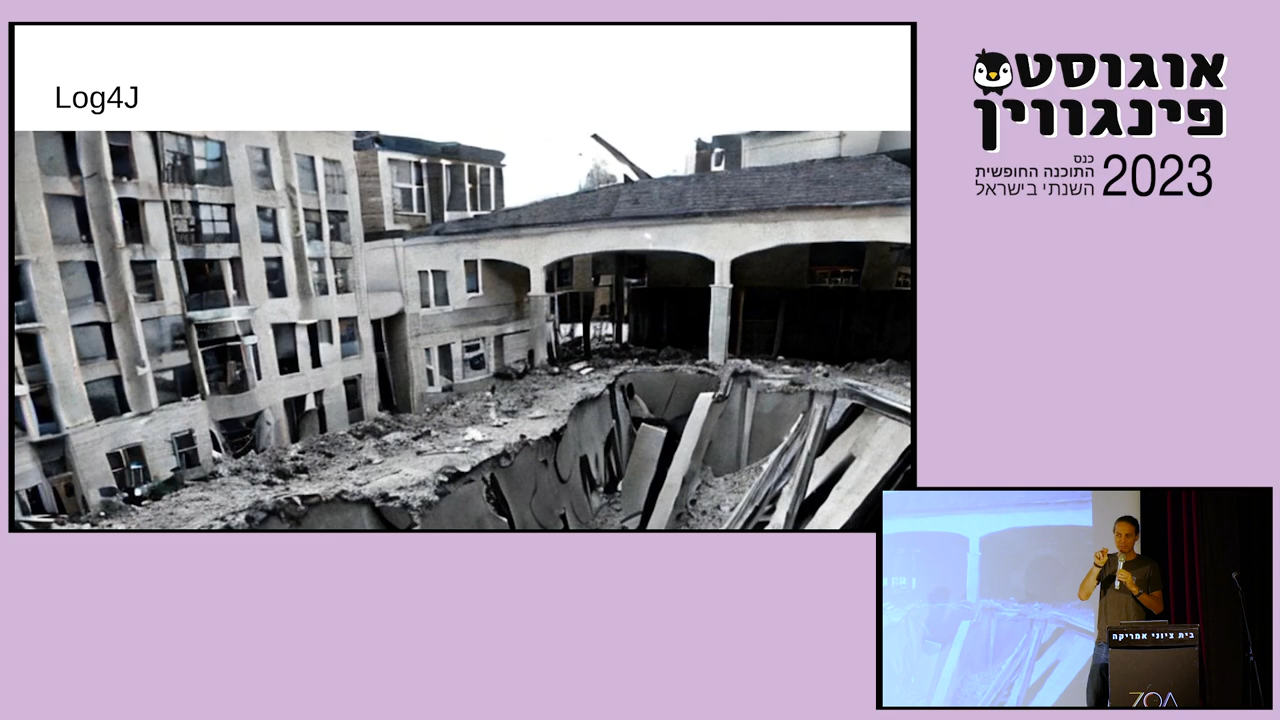 Log4J
אוגוסט
פינגווין
כנס
התוכנה החופשית
השנתי בישראל
2023
בית ציוני אמריקה
ZOA